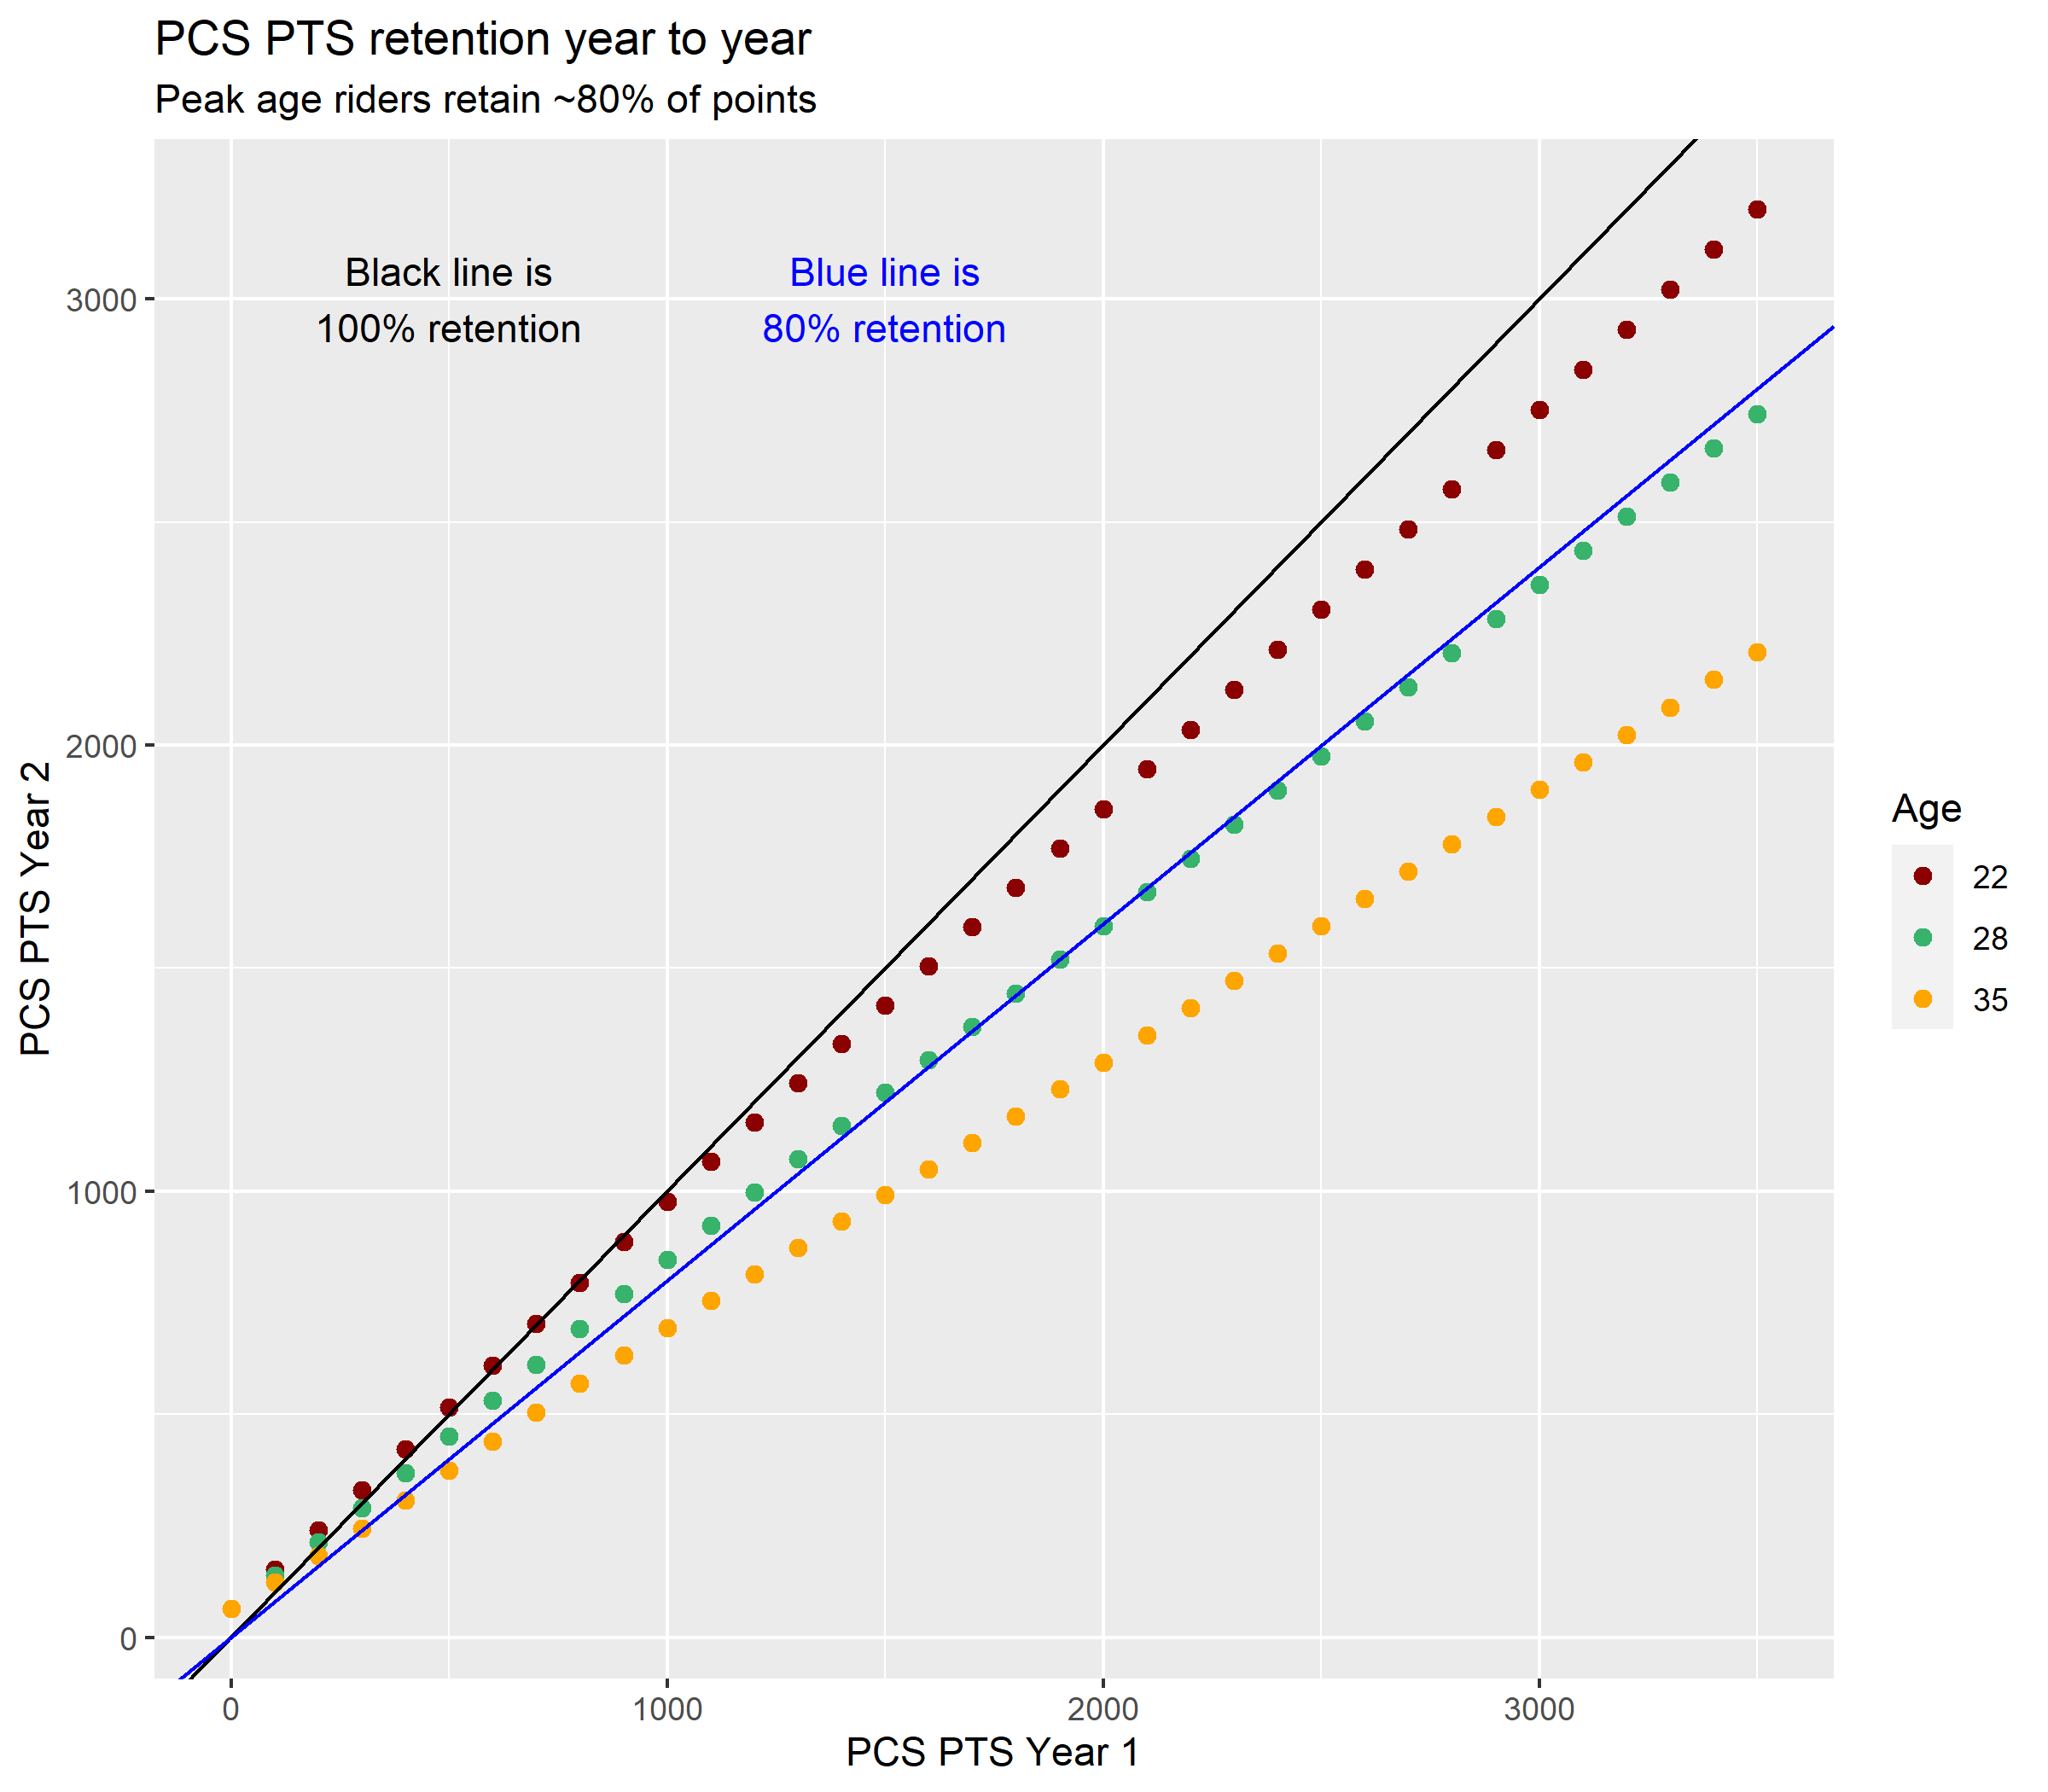 PCS PTS retention year to year
Peak age riders retain ~80% of points
Black line is
100% retention
Blue line is
80% retention
3000
2000
1000
0
PCS PTS Year 2
0
1000
2000
3000
PCS PTS Year 1
Age
22
28
35